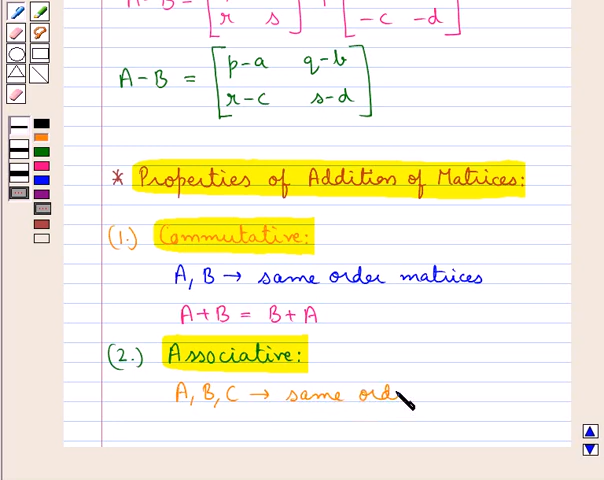 A-B =
r s -c -d
A-B = [p-a q-b
r-c s-d]
* Properties of Addition of Matrices:
(1.) Commutative:
A, B → same order matrices
A+B = B+A
(2.) Associative:
A, B, C → same ord